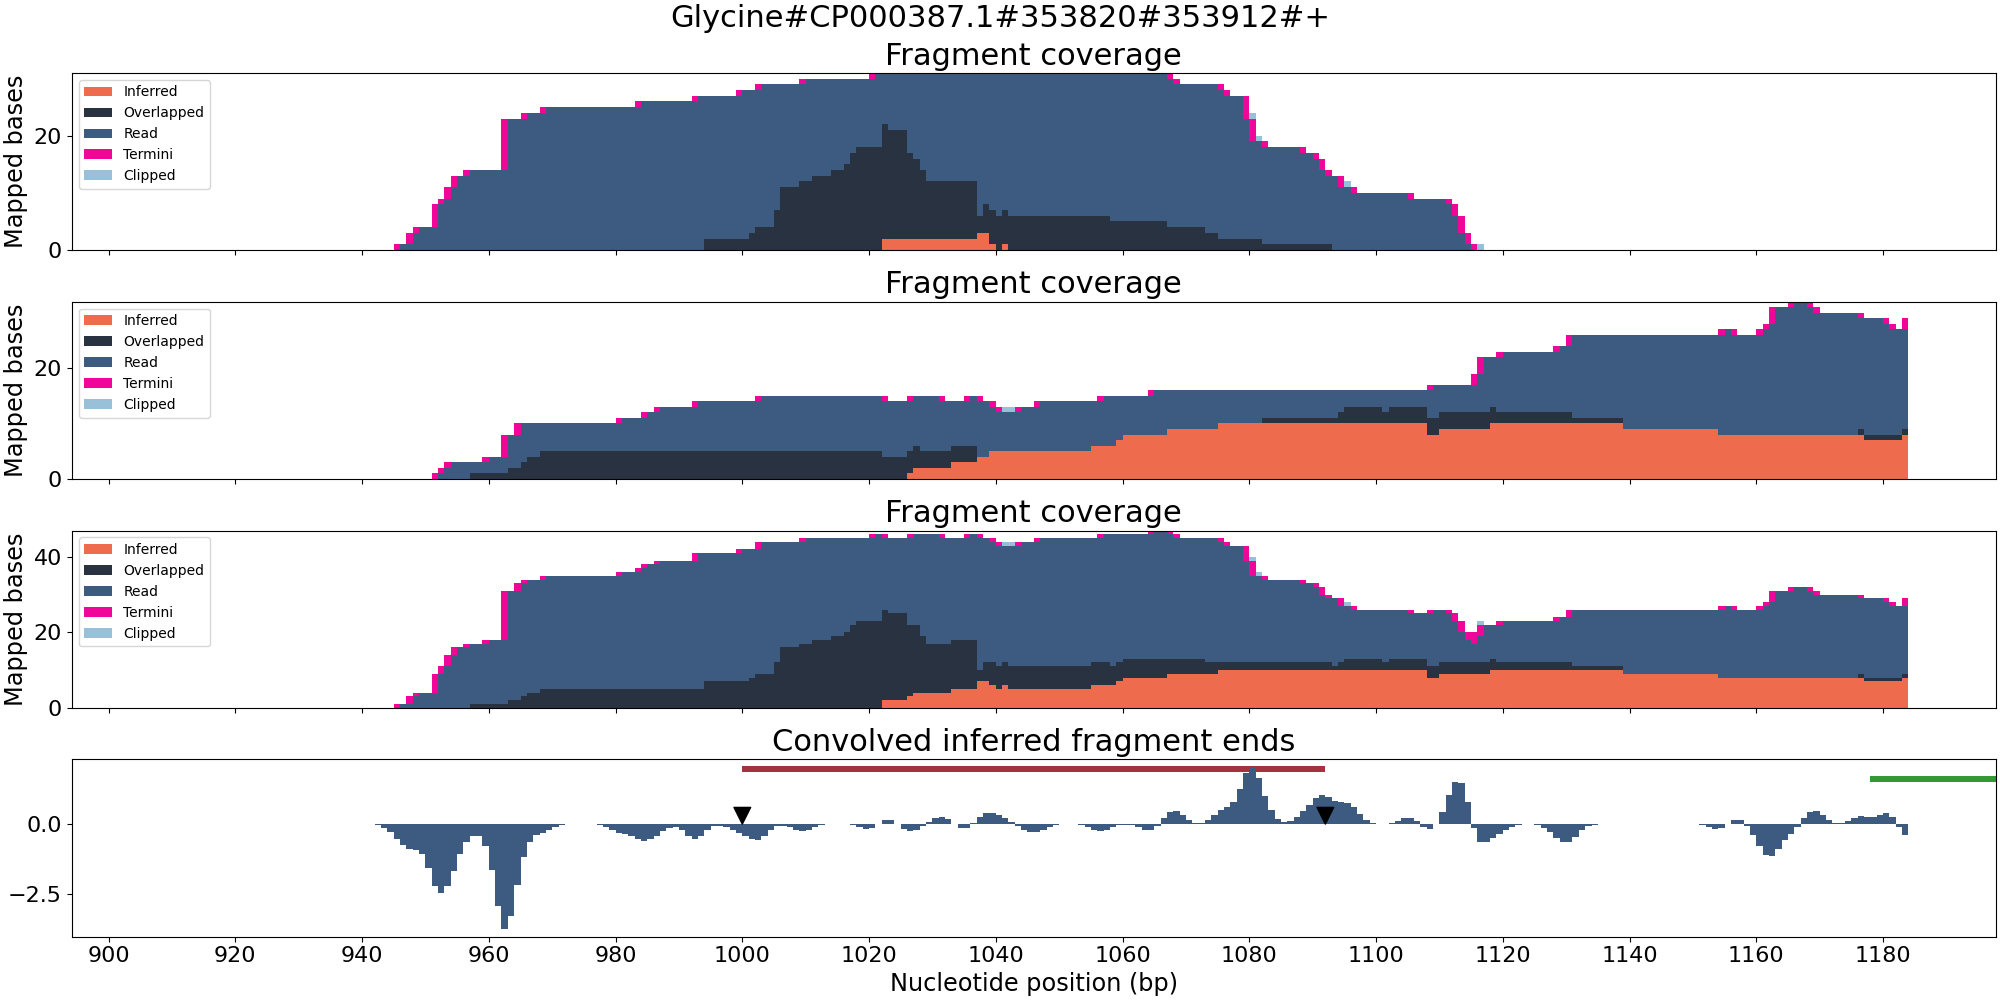 Glycine#CP000387.1#353820#353912#+
Fragment coverage
Mapped bases
20
0
Inferred
Overlapped
Read
Termini
Clipped
Fragment coverage
Mapped bases
20
0
Inferred
Overlapped
Read
Termini
Clipped
Fragment coverage
Mapped bases
40
20
0
Inferred
Overlapped
Read
Termini
Clipped
Convolved inferred fragment ends
0.0
−2.5
900 920 940 960 980 1000 1020 1040 1060 1080 1100 1120 1140 1160 1180
Nucleotide position (bp)